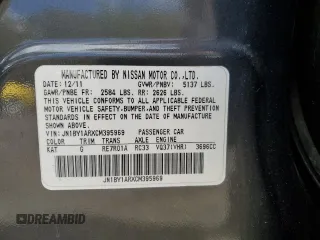 MANUFACTURED BY NISSAN MOTOR CO.,LTD.
DATE: 12/11 GVWR/PNBV: 5137 LBS.
GAWR/PNBE FR: 2584 LBS. RR: 2626 LBS.
THIS VEHICLE CONFORMS TO ALL APPLICABLE FEDERAL
MOTOR VEHICLE SAFETY,BUMPER,AND THEFT
PREVENTION STANDARDS IN EFFECT ON THE DATE OF
MANUFACTURE SHOWN ABOVE.
VIN: JN1BY1ARXCM395969 PASSENGER CAR
COLOR TRIM TRANS AXLE ENGINE
KAT G RE7R01A RC33 VQ37(VHR) 3696CC
JN1BY1ARXCM395969
DREAMBID